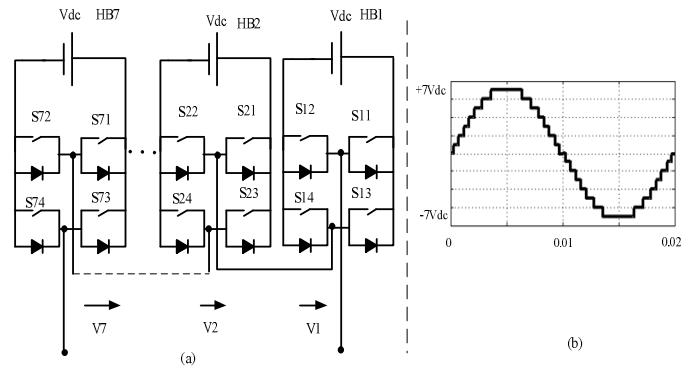 Vdc HB7
Vdc HB2
Vdc HB1
S72 S71 S22 S21 S12 S11
S74 S73 S24 S23 S14 S13
V7 V2 V1
(a)
+7Vdc
-7Vdc
0 0.01 0.02
(b)